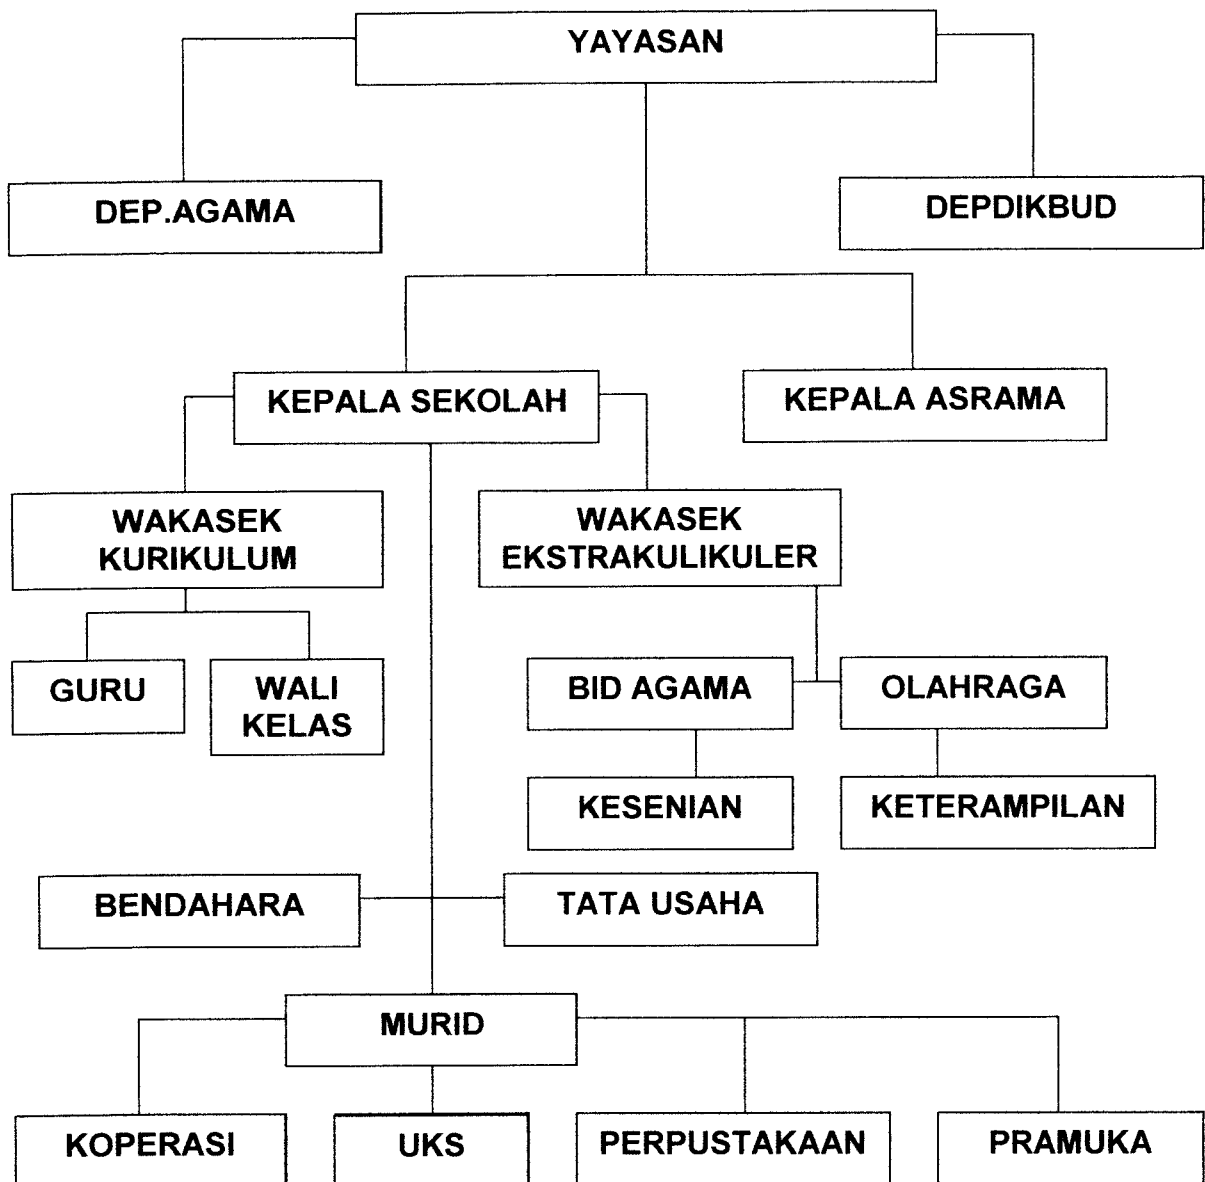 YAYASAN
DEP.AGAMA
DEPDIKBUD
KEPALA SEKOLAH
KEPALA ASRAMA
WAKASEK
KURIKULUM
WAKASEK
EKSTRAKULIKULER
GURU
WALI
KELAS
BID AGAMA
OLAHRAGA
KESENIAN
KETERAMPILAN
BENDAHARA
TATA USAHA
MURID
KOPERASI
UKS
PERPUSTAKAAN
PRAMUKA